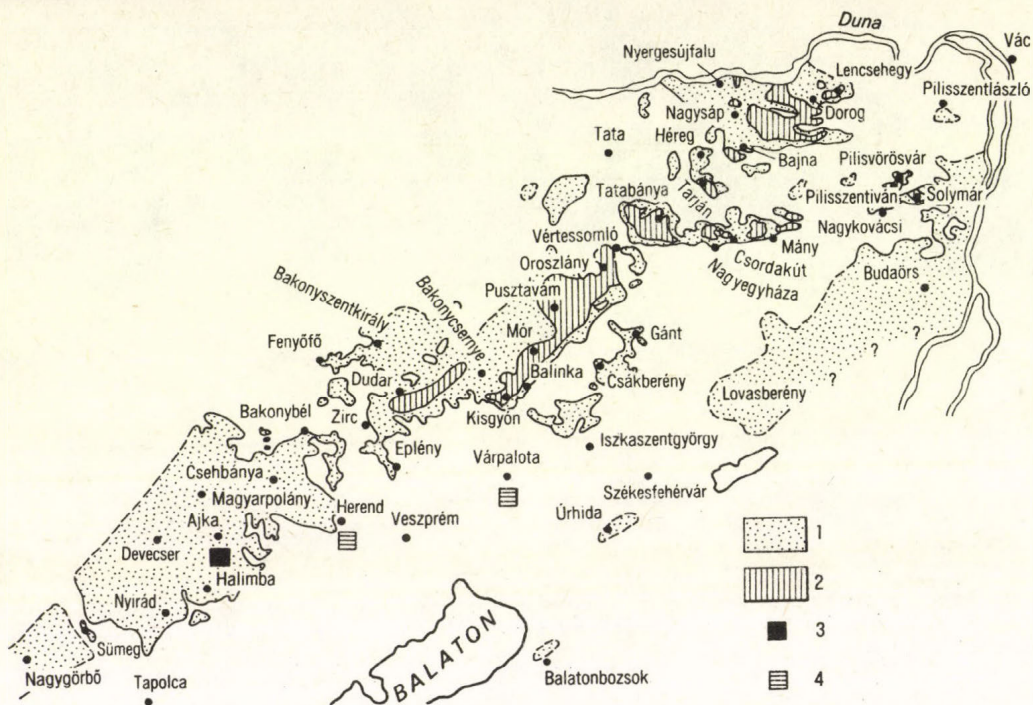 Duna
Vác
Nyergesújfalu
Lencsehegy
Pilisszentlászló
Nagysáp
Dorog
Tata
Héreg
Bajna
Pilisvörösvár
Tarján
Pilisszentiván
Solymár
Tatabánya
Nagykovácsi
Vértessomló
Mány
Csordakút
Oroszlány
Nagyegyháza
Budaörs
Pusztavám
Bakonyszentkirály
Bakonycsernye
Mór
Gánt
Fenyőfő
Balinka
Csákberény
?
?
?
Dudar
Lovasberény
Kisgyón
Bakonybél
Zirc
Iszkaszentgyörgy
Eplény
Várpalota
Csehbánya
Székesfehérvár
Magyarpolány
Herend
Úrhida
Ajka
Veszprém
1
Devecser
Halimba
2
Nyirád
3
Sümeg
BALATON
4
Nagygörbő
Tapolca
Balatonbozsok